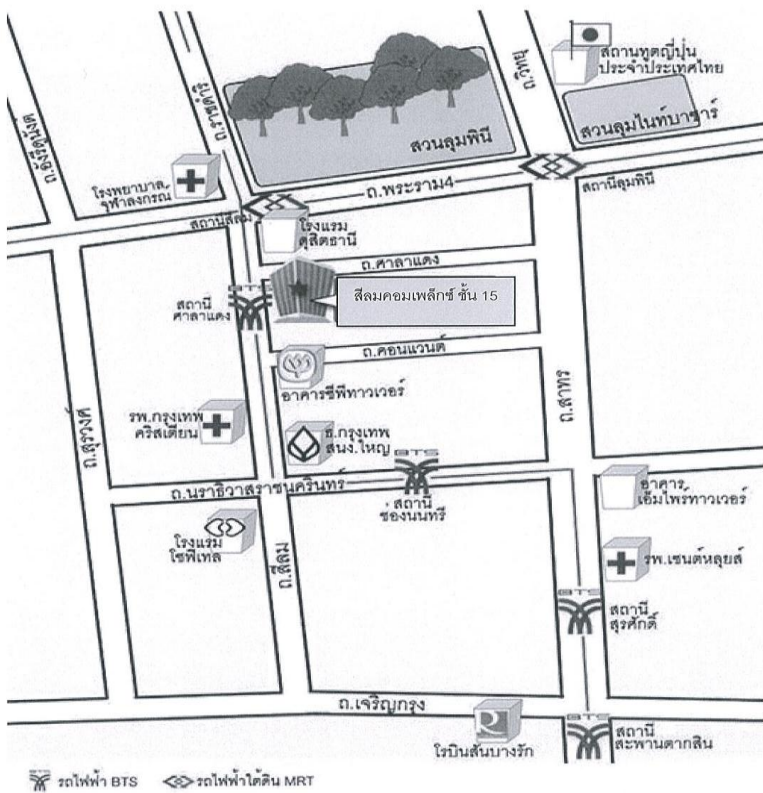 สถานทูตญี่ปุ่น
ประจำประเทศไทย
ถ.วิทยุ
ถ.ราชดำริ
ถ.อังรีดูนังต์
สวนลุมพินี
สวนลุมไนท์บาซาร์
โรงพยาบาล
จุฬาลงกรณ์
ถ.พระราม4
สถานีลุมพินี
สถานีสีลม
โรงแรม
ดุสิตธานี
ถ.ศาลาแดง
BTS
สถานี
ศาลาแดง
สีลมคอมเพล็กซ์ ชั้น 15
ถ.คอนแวนต์
อาคารซีพีทาวเวอร์
ถ.สาทร
ถ.สุรวงศ์
รพ.กรุงเทพ
คริสเตียน
ธ.กรุงเทพ
สนง.ใหญ่
BTS
ถ.นราธิวาสราชนครินทร์
สถานี
ช่องนนทรี
อาคาร
เอ็มไพร์ทาวเวอร์
โรงแรม
โซฟิเทล
ถ.สีลม
รพ.เซนต์หลุยส์
BTS
สถานี
สุรศักดิ์
ถ.เจริญกรุง
โรบินสันบางรัก
BTS
สถานี
สะพานตากสิน
รถไฟฟ้า BTS
รถไฟฟ้าใต้ดิน MRT